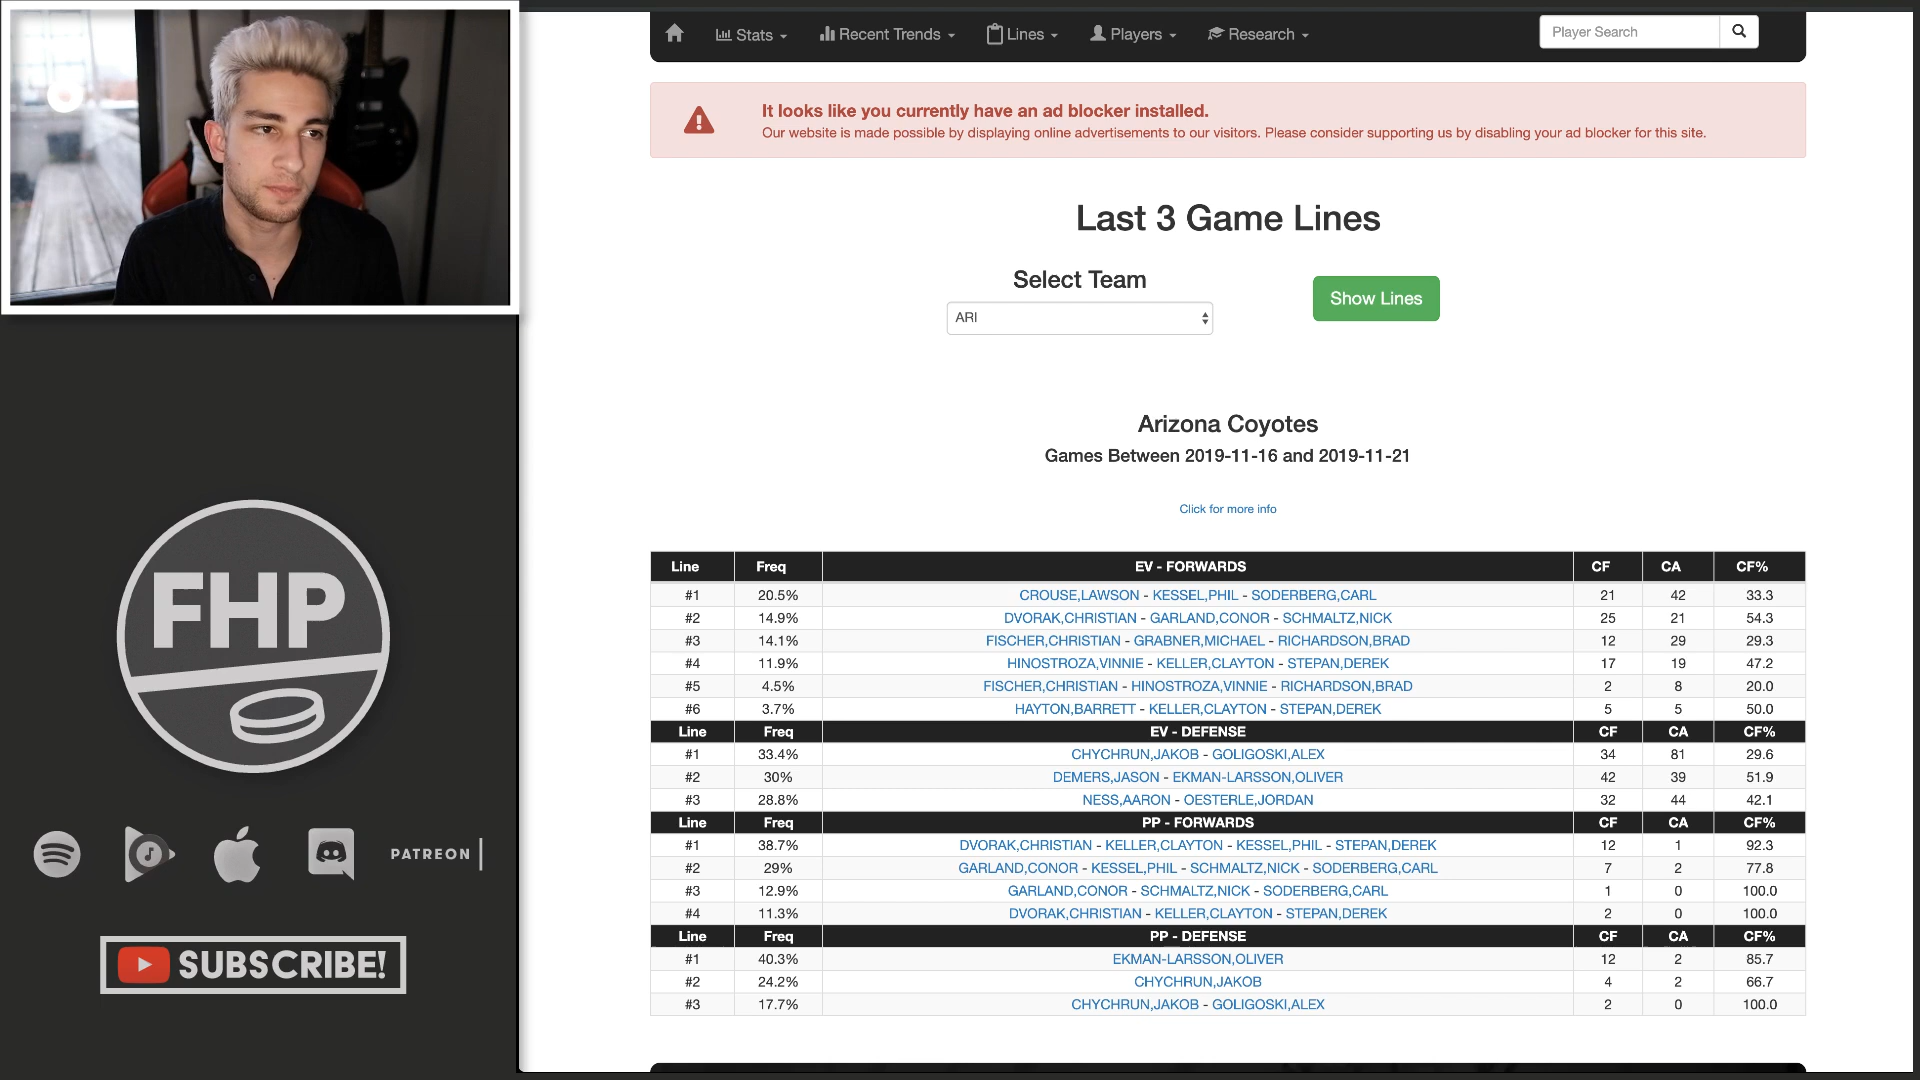 Stats
Recent Trends
Lines
Players
Research
Player Search
It looks like you currently have an ad blocker installed.
Our website is made possible by displaying online advertisements to our visitors. Please consider supporting us by disabling your ad blocker for this site.
Last 3 Game Lines
Select Team
ARI
Show Lines
Arizona Coyotes
Games Between 2019-11-16 and 2019-11-21
Click for more info
Line Freq EV - FORWARDS CF CA CF%
#1 20.5% CROUSE,LAWSON - KESSEL,PHIL - SODERBERG,CARL 21 42 33.3
#2 14.9% DVORAK,CHRISTIAN - GARLAND,CONOR - SCHMALTZ,NICK 25 21 54.3
#3 14.1% FISCHER,CHRISTIAN - GRABNER,MICHAEL - RICHARDSON,BRAD 12 29 29.3
#4 11.9% HINOSTROZA,VINNIE - KELLER,CLAYTON - STEPAN,DEREK 17 19 47.2
#5 4.5% FISCHER,CHRISTIAN - HINOSTROZA,VINNIE - RICHARDSON,BRAD 2 8 20.0
#6 3.7% HAYTON,BARRETT - KELLER,CLAYTON - STEPAN,DEREK 5 5 50.0
Line Freq EV - DEFENSE CF CA CF%
#1 33.4% CHYCHRUN,JAKOB - GOLIGOSKI,ALEX 34 81 29.6
#2 30% DEMERS,JASON - EKMAN-LARSSON,OLIVER 42 39 51.9
#3 28.8% NESS,AARON - OESTERLE,JORDAN 32 44 42.1
Line Freq PP - FORWARDS CF CA CF%
#1 38.7% DVORAK,CHRISTIAN - KELLER,CLAYTON - KESSEL,PHIL - STEPAN,DEREK 12 1 92.3
#2 29% GARLAND,CONOR - KESSEL,PHIL - SCHMALTZ,NICK - SODERBERG,CARL 7 2 77.8
#3 12.9% GARLAND,CONOR - SCHMALTZ,NICK - SODERBERG,CARL 1 0 100.0
#4 11.3% DVORAK,CHRISTIAN - KELLER,CLAYTON - STEPAN,DEREK 2 0 100.0
Line Freq PP - DEFENSE CF CA CF%
#1 40.3% EKMAN-LARSSON,OLIVER 12 2 85.7
#2 24.2% CHYCHRUN,JAKOB 4 2 66.7
#3 17.7% CHYCHRUN,JAKOB - GOLIGOSKI,ALEX 2 0 100.0
FHP
PATREON
SUBSCRIBE!